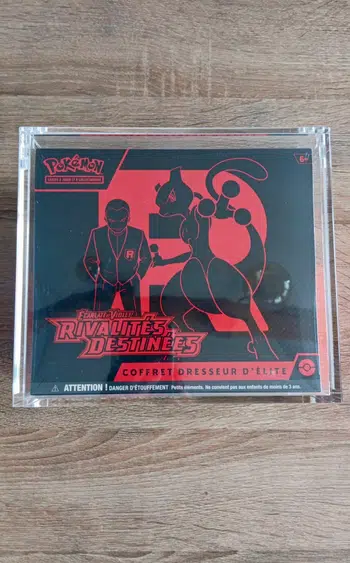 POKéMON
6+
R
ÉCARLATE ET VIOLET
RIVALITÉS
DESTINÉES
COFFRET DRESSEUR D'ÉLITE
ATTENTION ! DANGER D'ÉTOUFFEMENT Petits éléments. Ne convient pas aux enfants de moins de 3 ans.